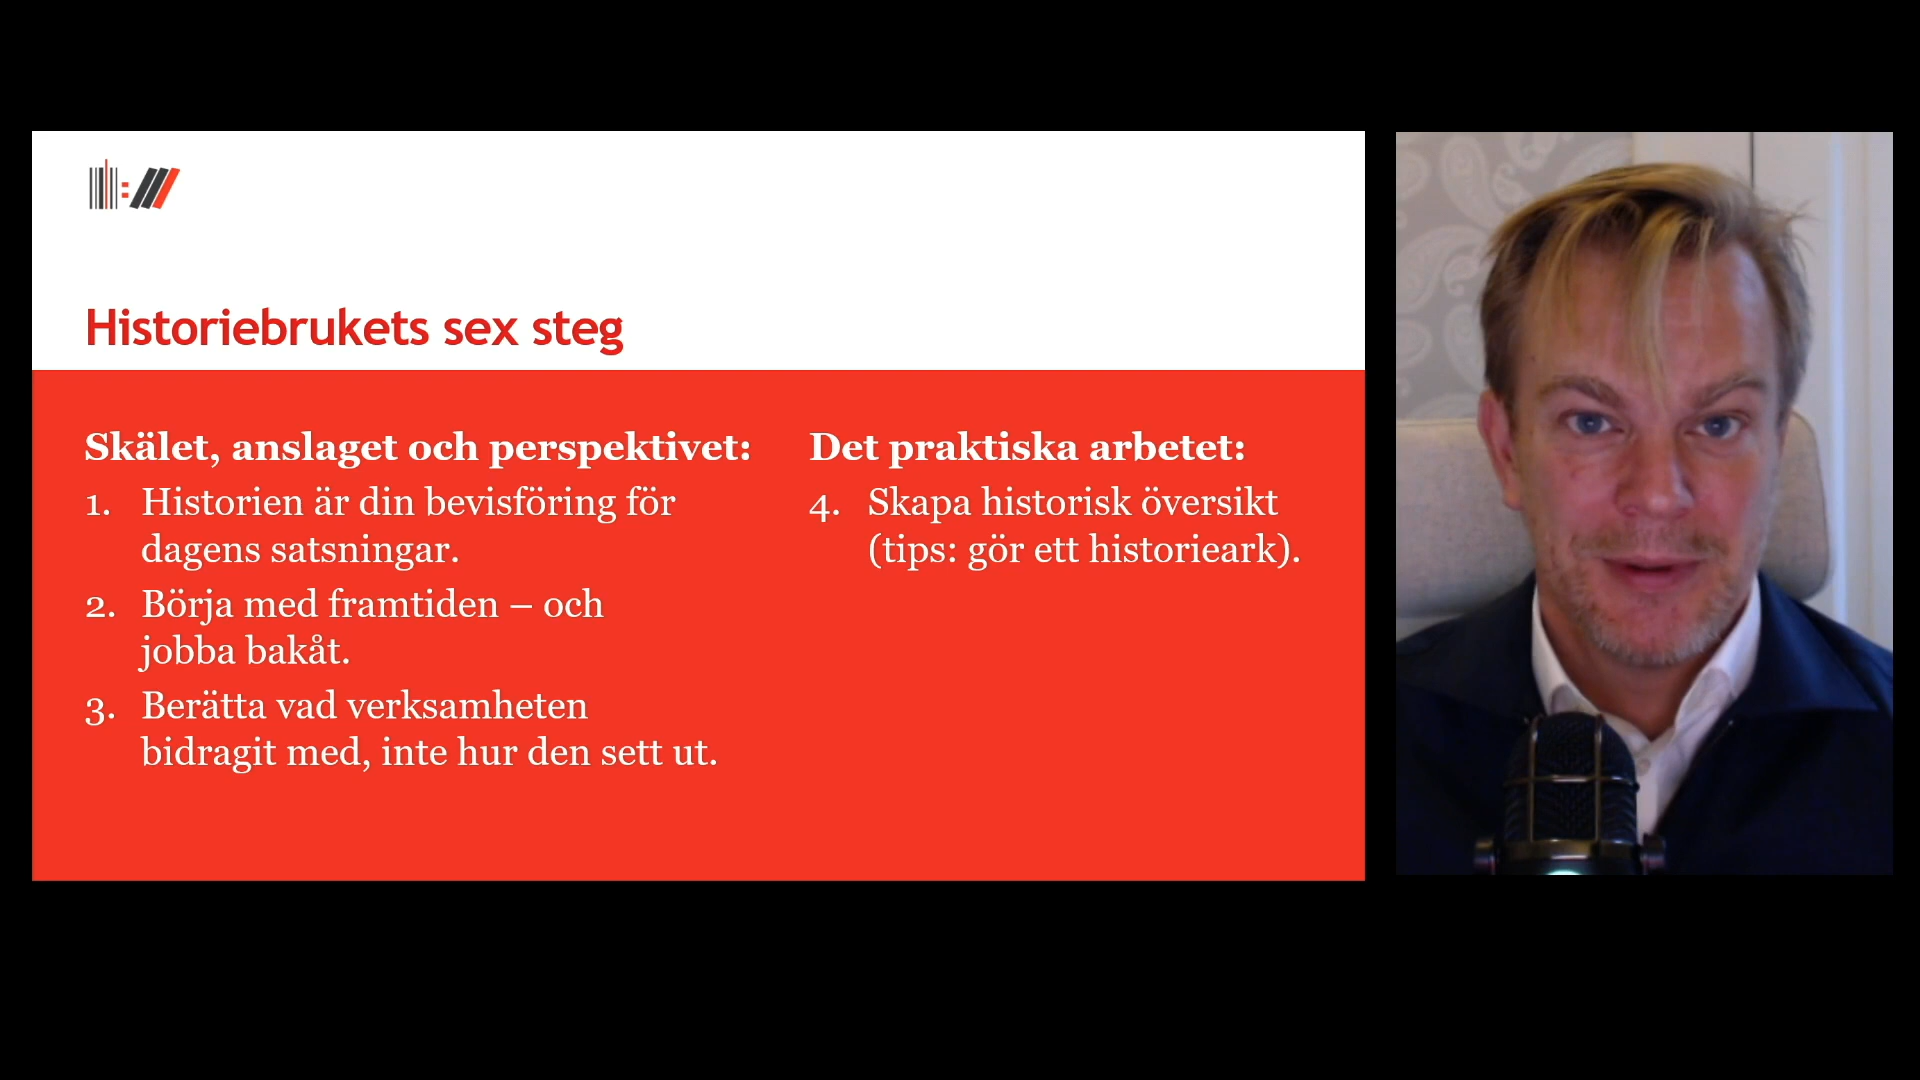 Historiebrukets sex steg
Skälet, anslaget och perspektivet:
1. Historien är din bevisföring för
dagens satsningar.
2. Börja med framtiden – och
jobba bakåt.
3. Berätta vad verksamheten
bidragit med, inte hur den sett ut.
Det praktiska arbetet:
4. Skapa historisk översikt
(tips: gör ett historieark).